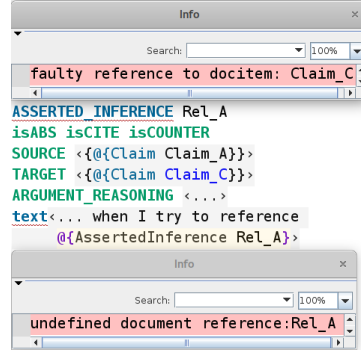 Info ×
Search: 100%
faulty reference to docitem: Claim_C
ASSERTED_INFERENCE Rel_A
isABS isCITE isCOUNTER
SOURCE ‹{@{Claim Claim_A}}›
TARGET ‹{@{Claim Claim_C}}›
ARGUMENT_REASONING ‹...›
text‹... when I try to reference
@{AssertedInference Rel_A}›
Info ×
Search: 100%
undefined document reference:Rel_A